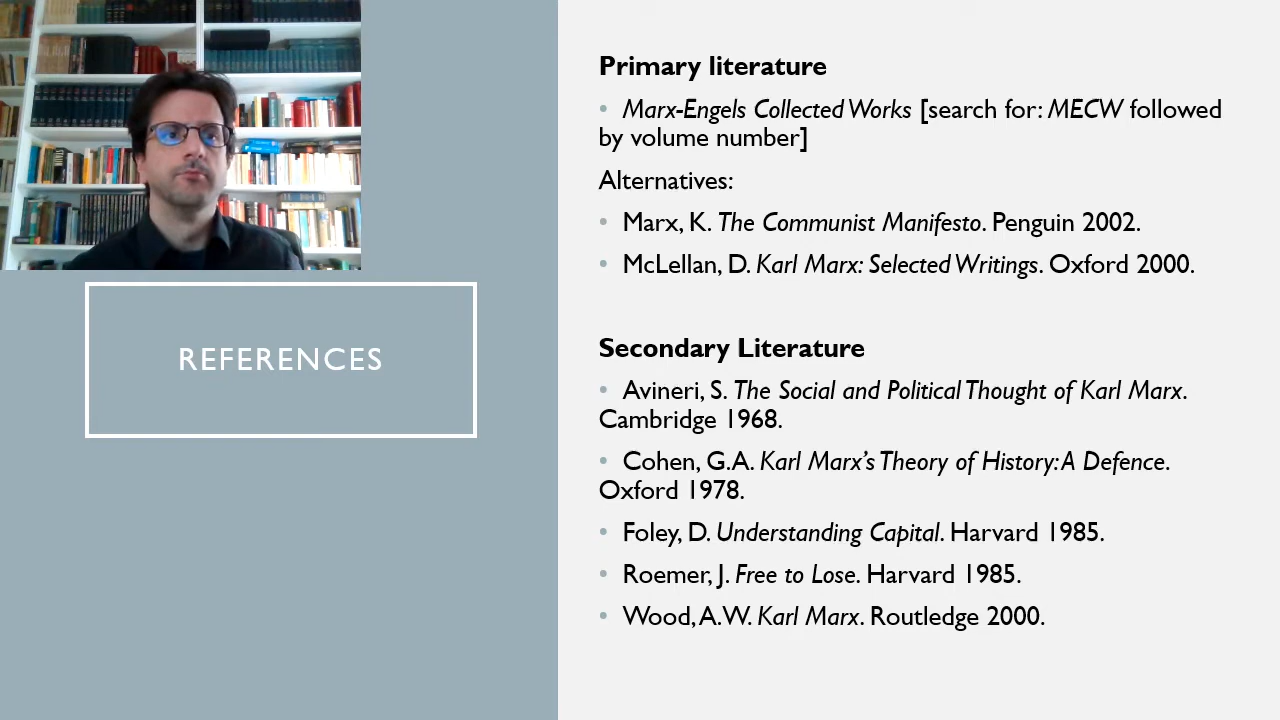 REFERENCES
Primary literature
• Marx-Engels Collected Works [search for: MECW followed
by volume number]
Alternatives:
• Marx, K. The Communist Manifesto. Penguin 2002.
• McLellan, D. Karl Marx: Selected Writings. Oxford 2000.
Secondary Literature
• Avineri, S. The Social and Political Thought of Karl Marx.
Cambridge 1968.
• Cohen, G.A. Karl Marx’s Theory of History: A Defence.
Oxford 1978.
• Foley, D. Understanding Capital. Harvard 1985.
• Roemer, J. Free to Lose. Harvard 1985.
• Wood, A.W. Karl Marx. Routledge 2000.